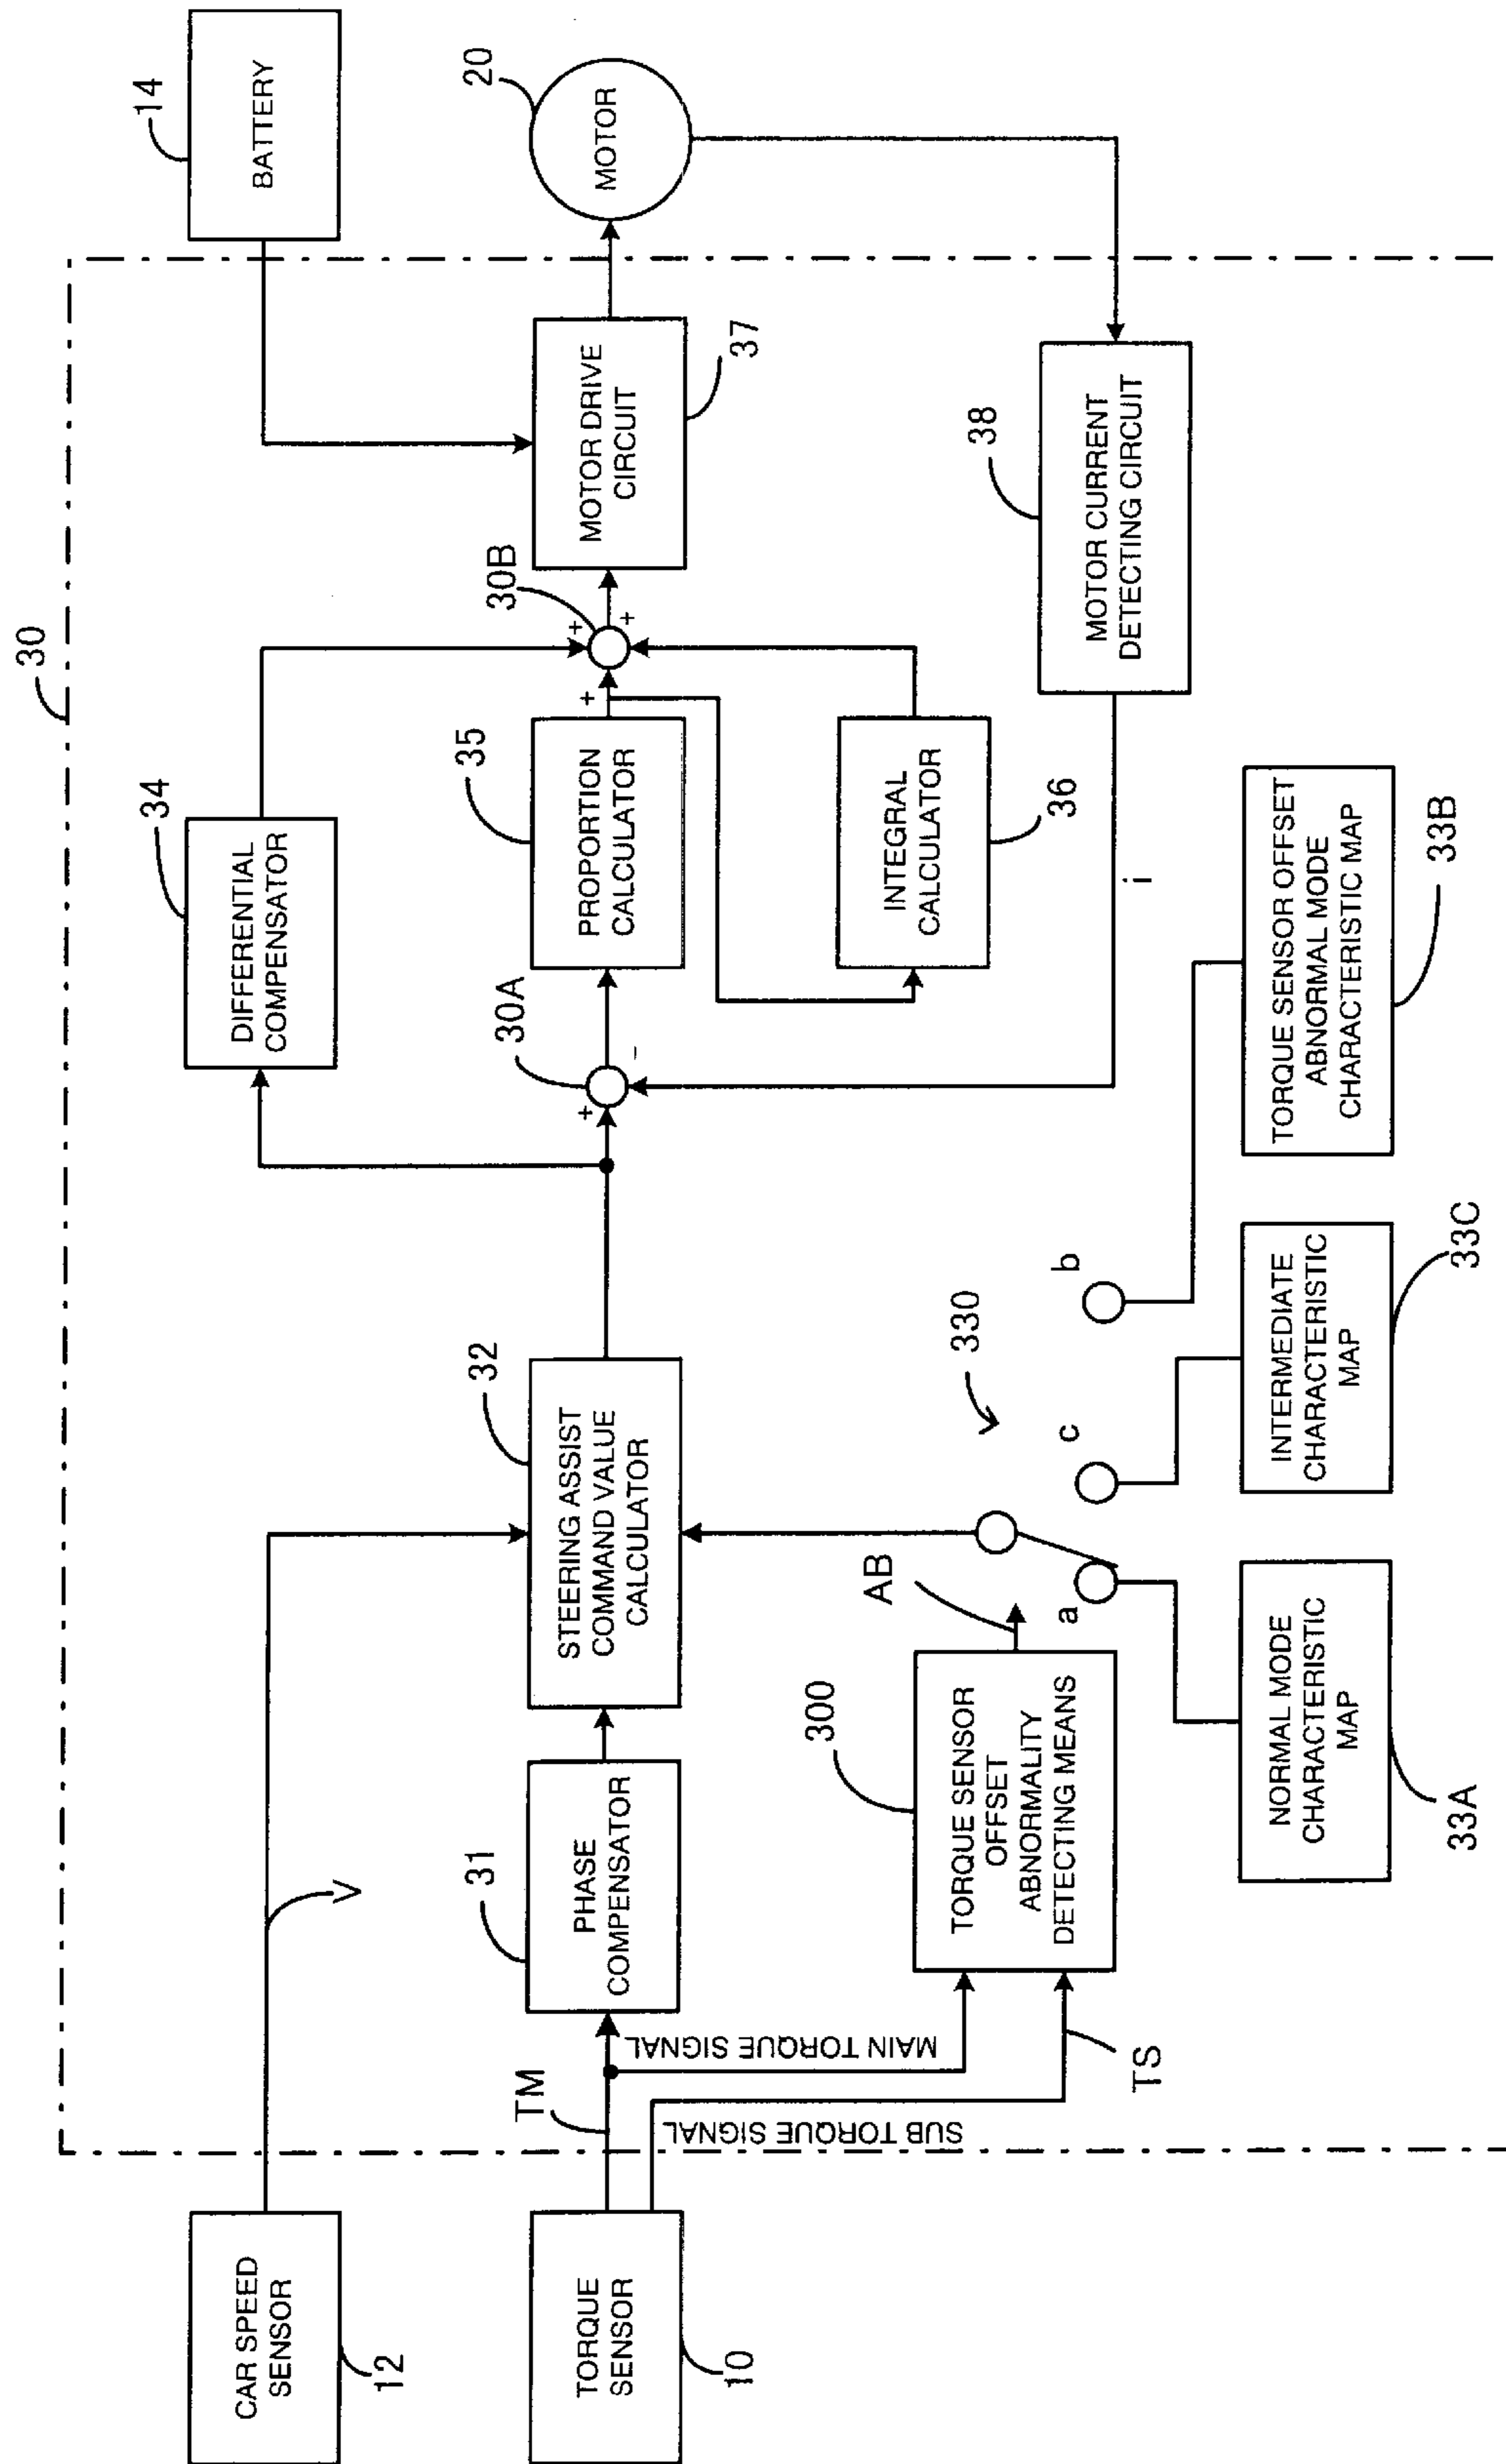 30
14
BATTERY
CAR SPEED
SENSOR
12
V
34
DIFFERENTIAL
COMPENSATOR
20
MOTOR
TORQUE
SENSOR
10
TM
31
PHASE
COMPENSATOR
32
STEERING ASSIST
COMMAND VALUE
CALCULATOR
30A
+
-
35
PROPORTION
CALCULATOR
30B
+
+
+
MOTOR DRIVE
CIRCUIT
37
MAIN TORQUE SIGNAL
SUB TORQUE SIGNAL
TS
300
TORQUE SENSOR
OFFSET
ABNORMALITY
DETECTING MEANS
AB
INTEGRAL
CALCULATOR
36
38
MOTOR CURRENT
DETECTING CIRCUIT
i
330
a
c
b
NORMAL MODE
CHARACTERISTIC
MAP
33A
INTERMEDIATE
CHARACTERISTIC
MAP
33C
TORQUE SENSOR OFFSET
ABNORMAL MODE
CHARACTERISTIC MAP
33B